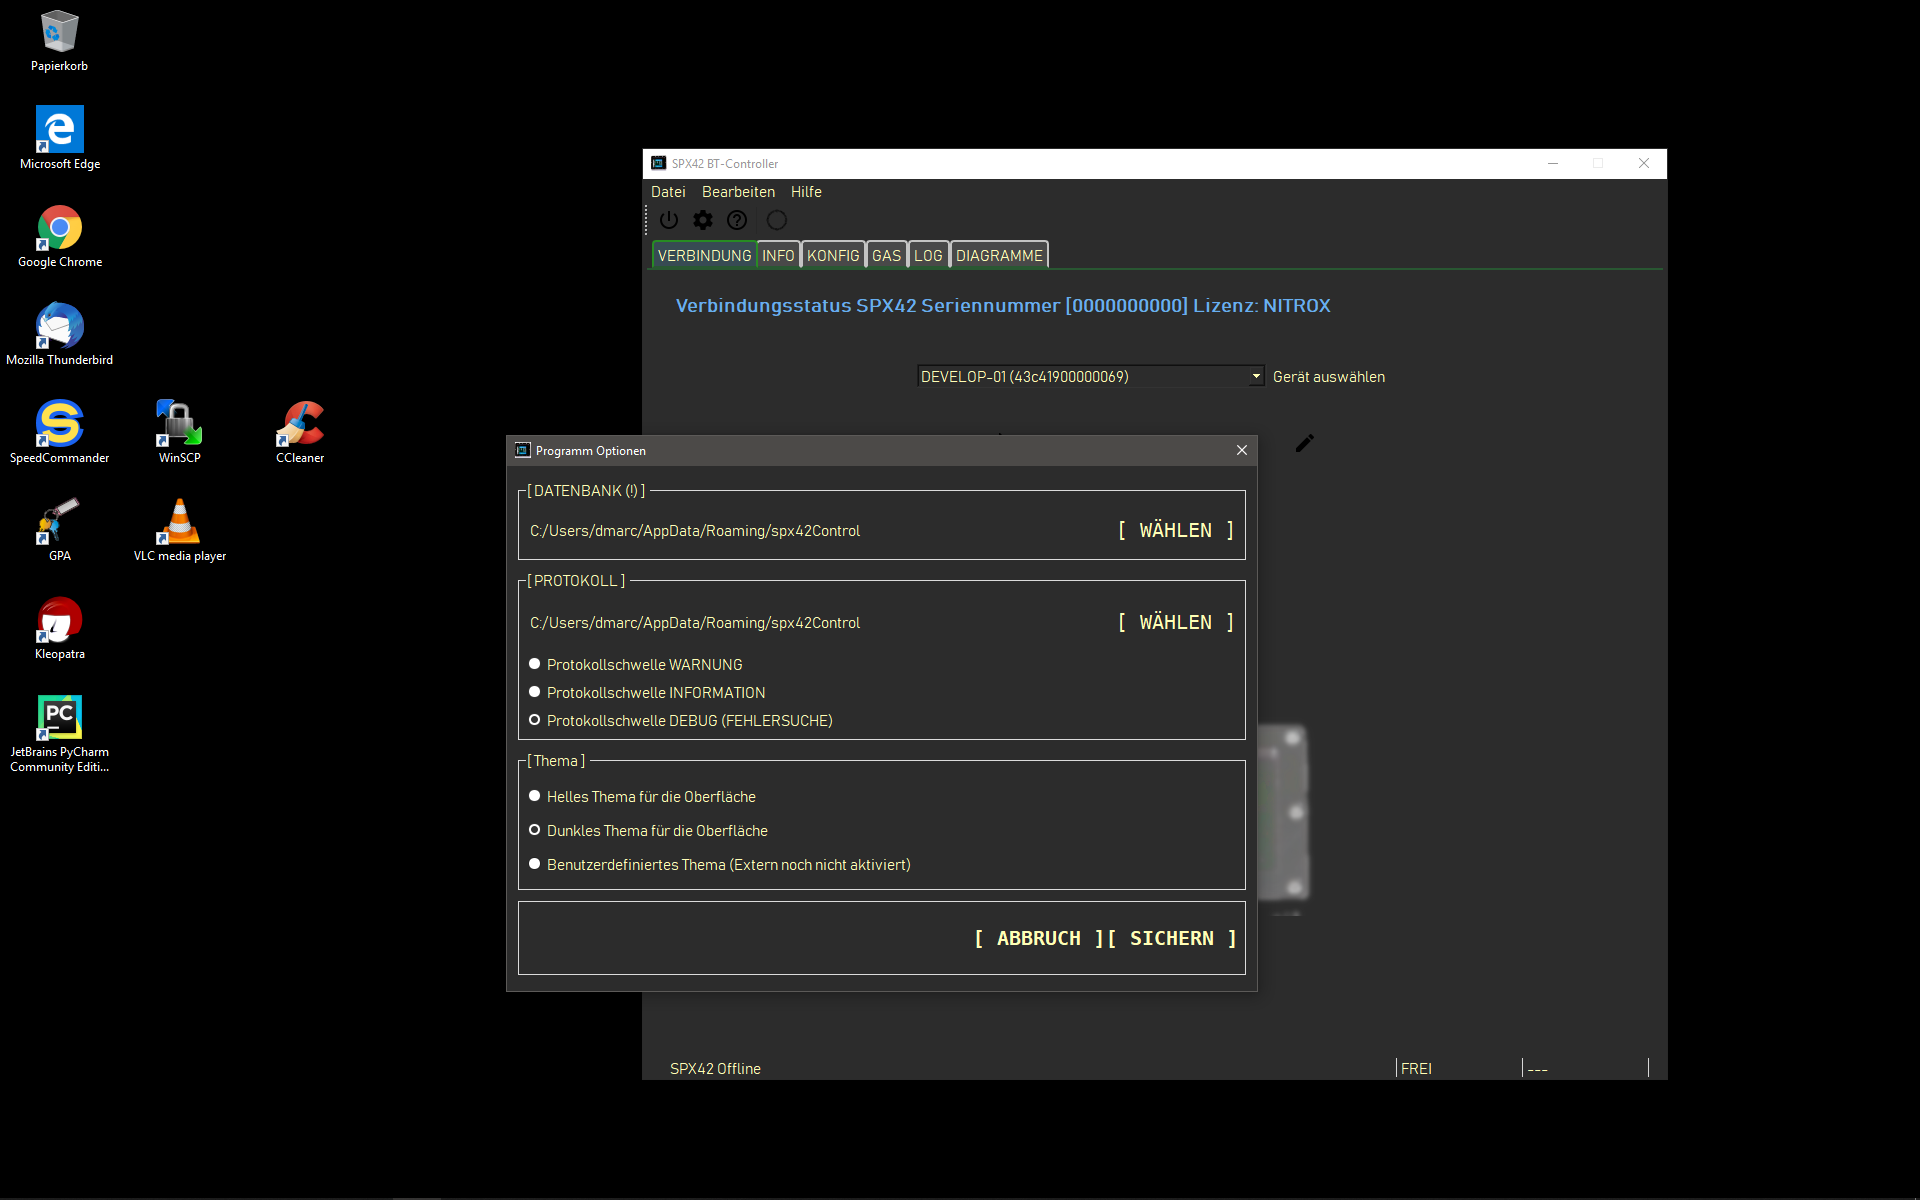 Papierkorb
Microsoft Edge
Google Chrome
Mozilla Thunderbird
SpeedCommander
WinSCP
CCleaner
GPA
VLC media player
Kleopatra
PC
JetBrains PyCharm
Community Editi...
SPX42 BT-Controller
Datei Bearbeiten Hilfe
VERBINDUNG INFO KONFIG GAS LOG DIAGRAMME
Verbindungsstatus SPX42 Seriennummer [0000000000] Lizenz: NITROX
DEVELOP-01 (43c41900000069) Gerät auswählen
Programm Optionen
[ DATENBANK (!) ]
C:/Users/dmarc/AppData/Roaming/spx42Control [ WÄHLEN ]
[ PROTOKOLL ]
C:/Users/dmarc/AppData/Roaming/spx42Control [ WÄHLEN ]
Protokollschwelle WARNUNG
Protokollschwelle INFORMATION
Protokollschwelle DEBUG (FEHLERSUCHE)
[ Thema ]
Helles Thema für die Oberfläche
Dunkles Thema für die Oberfläche
Benutzerdefiniertes Thema (Extern noch nicht aktiviert)
[ ABBRUCH ][ SICHERN ]
SPX42 Offline FREI ---